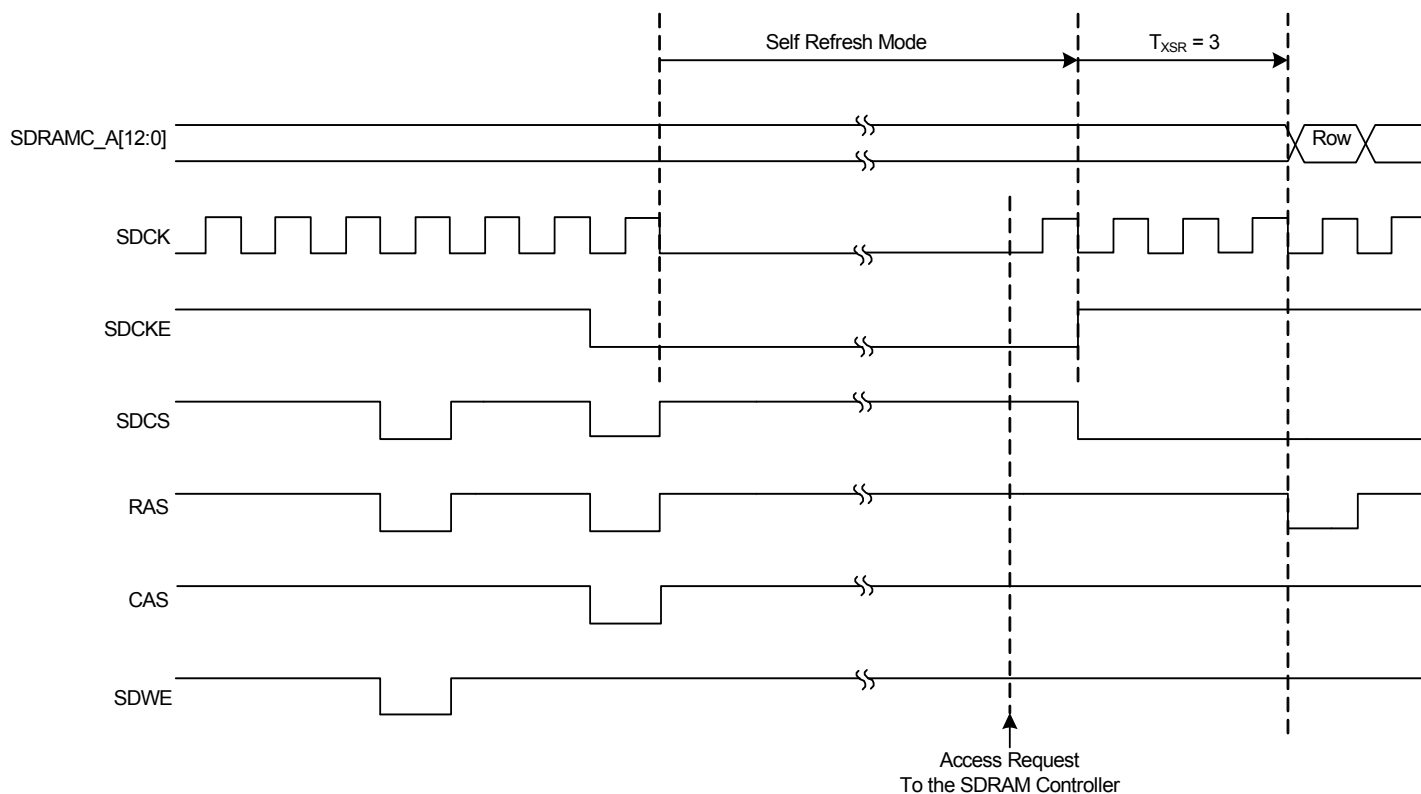 Self Refresh Mode
T_XSR = 3
SDRAMC_A[12:0]
Row
SDCK
SDCKE
SDCS
RAS
CAS
SDWE
Access Request
To the SDRAM Controller